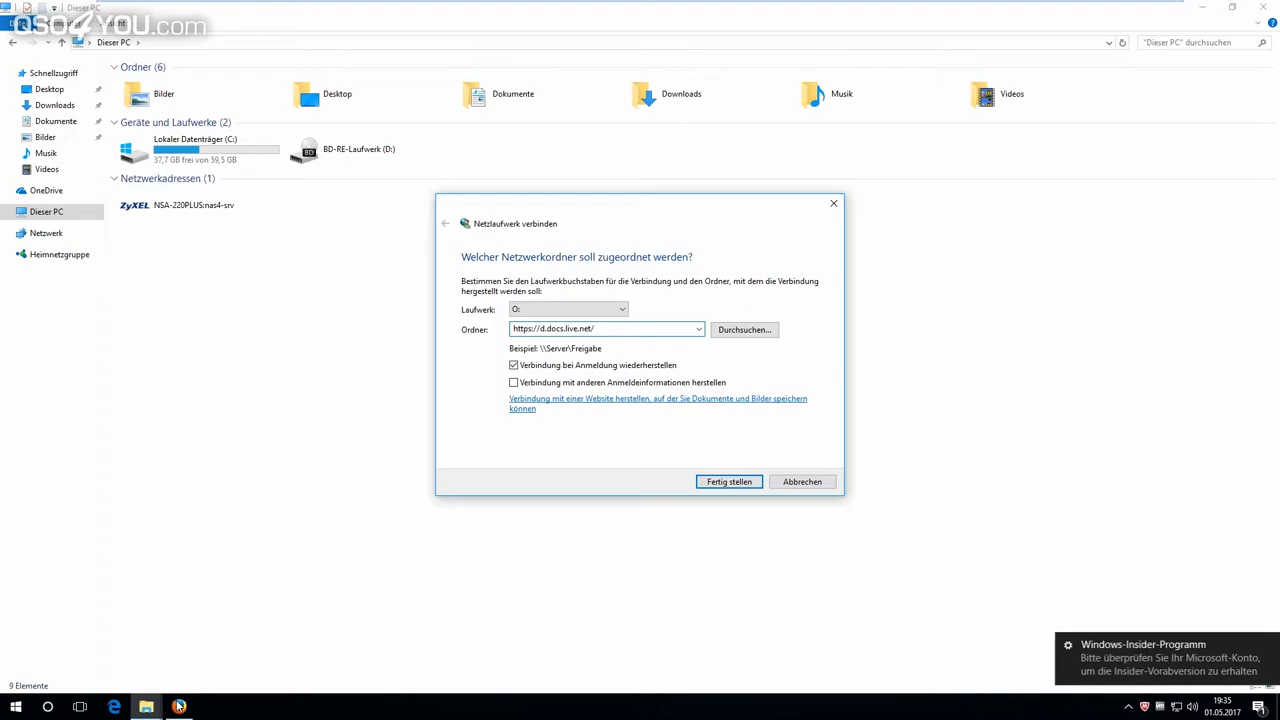 Dieser PC
QSO4YOU.com
Dieser PC
"Dieser PC" durchsuchen
Schnellzugriff
Desktop
Downloads
Dokumente
Bilder
Musik
Videos
OneDrive
Dieser PC
Netzwerk
Heimnetzgruppe
Ordner (6)
Bilder
Desktop
Dokumente
Downloads
Musik
Videos
Geräte und Laufwerke (2)
Lokaler Datenträger (C:)
37,7 GB frei von 59,5 GB
BD
BD-RE-Laufwerk (D:)
Netzwerkadressen (1)
ZyXEL NSA-220PLUS:nas4-srv
Netzlaufwerk verbinden
Welcher Netzwerkordner soll zugeordnet werden?
Bestimmen Sie den Laufwerkbuchstaben für die Verbindung und den Ordner, mit dem die Verbindung
hergestellt werden soll:
Laufwerk: O:
Ordner: https://d.docs.live.net/ Durchsuchen...
Beispiel: \\Server\Freigabe
Verbindung bei Anmeldung wiederherstellen
Verbindung mit anderen Anmeldeinformationen herstellen
Verbindung mit einer Website herstellen, auf der Sie Dokumente und Bilder speichern
können
Fertig stellen Abbrechen
Windows-Insider-Programm
Bitte überprüfen Sie Ihr Microsoft-Konto,
um die Insider-Vorabversion zu erhalten
9 Elemente
19:35
01.05.2017